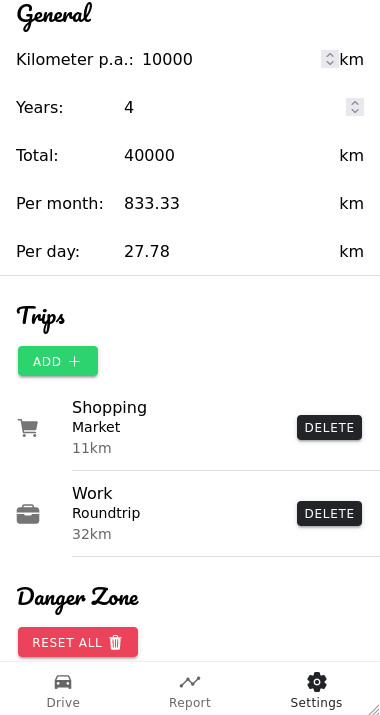 General
Kilometer p.a.: 10000 km
Years: 4
Total: 40000 km
Per month: 833.33 km
Per day: 27.78 km
Trips
ADD +
Shopping
Market
11km
DELETE
Work
Roundtrip
32km
DELETE
Danger Zone
RESET ALL
Drive Report Settings